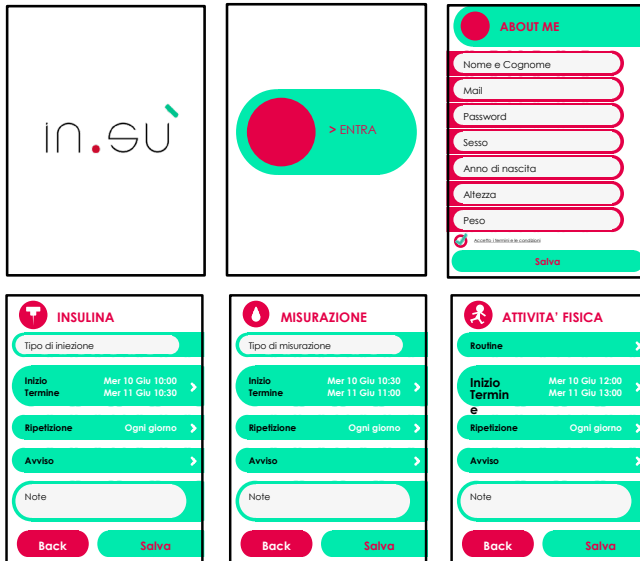 in.sù
> ENTRA
ABOUT ME
Nome e Cognome
Mail
Password
Sesso
Anno di nascita
Altezza
Peso
Accetto i termini e le condizioni
Salva
INSULINA
Tipo di iniezione
Inizio Mer 10 Giu 10:00
Termine Mer 11 Giu 10:30
Ripetizione Ogni giorno
Avviso
Note
Back Salva
MISURAZIONE
Tipo di misurazione
Inizio Mer 10 Giu 10:30
Termine Mer 11 Giu 11:00
Ripetizione Ogni giorno
Avviso
Note
Back Salva
ATTIVITA' FISICA
Routine
Inizio Mer 10 Giu 12:00
Termin Mer 11 Giu 13:00
e
Ripetizione Ogni giorno
Avviso
Note
Back Salva